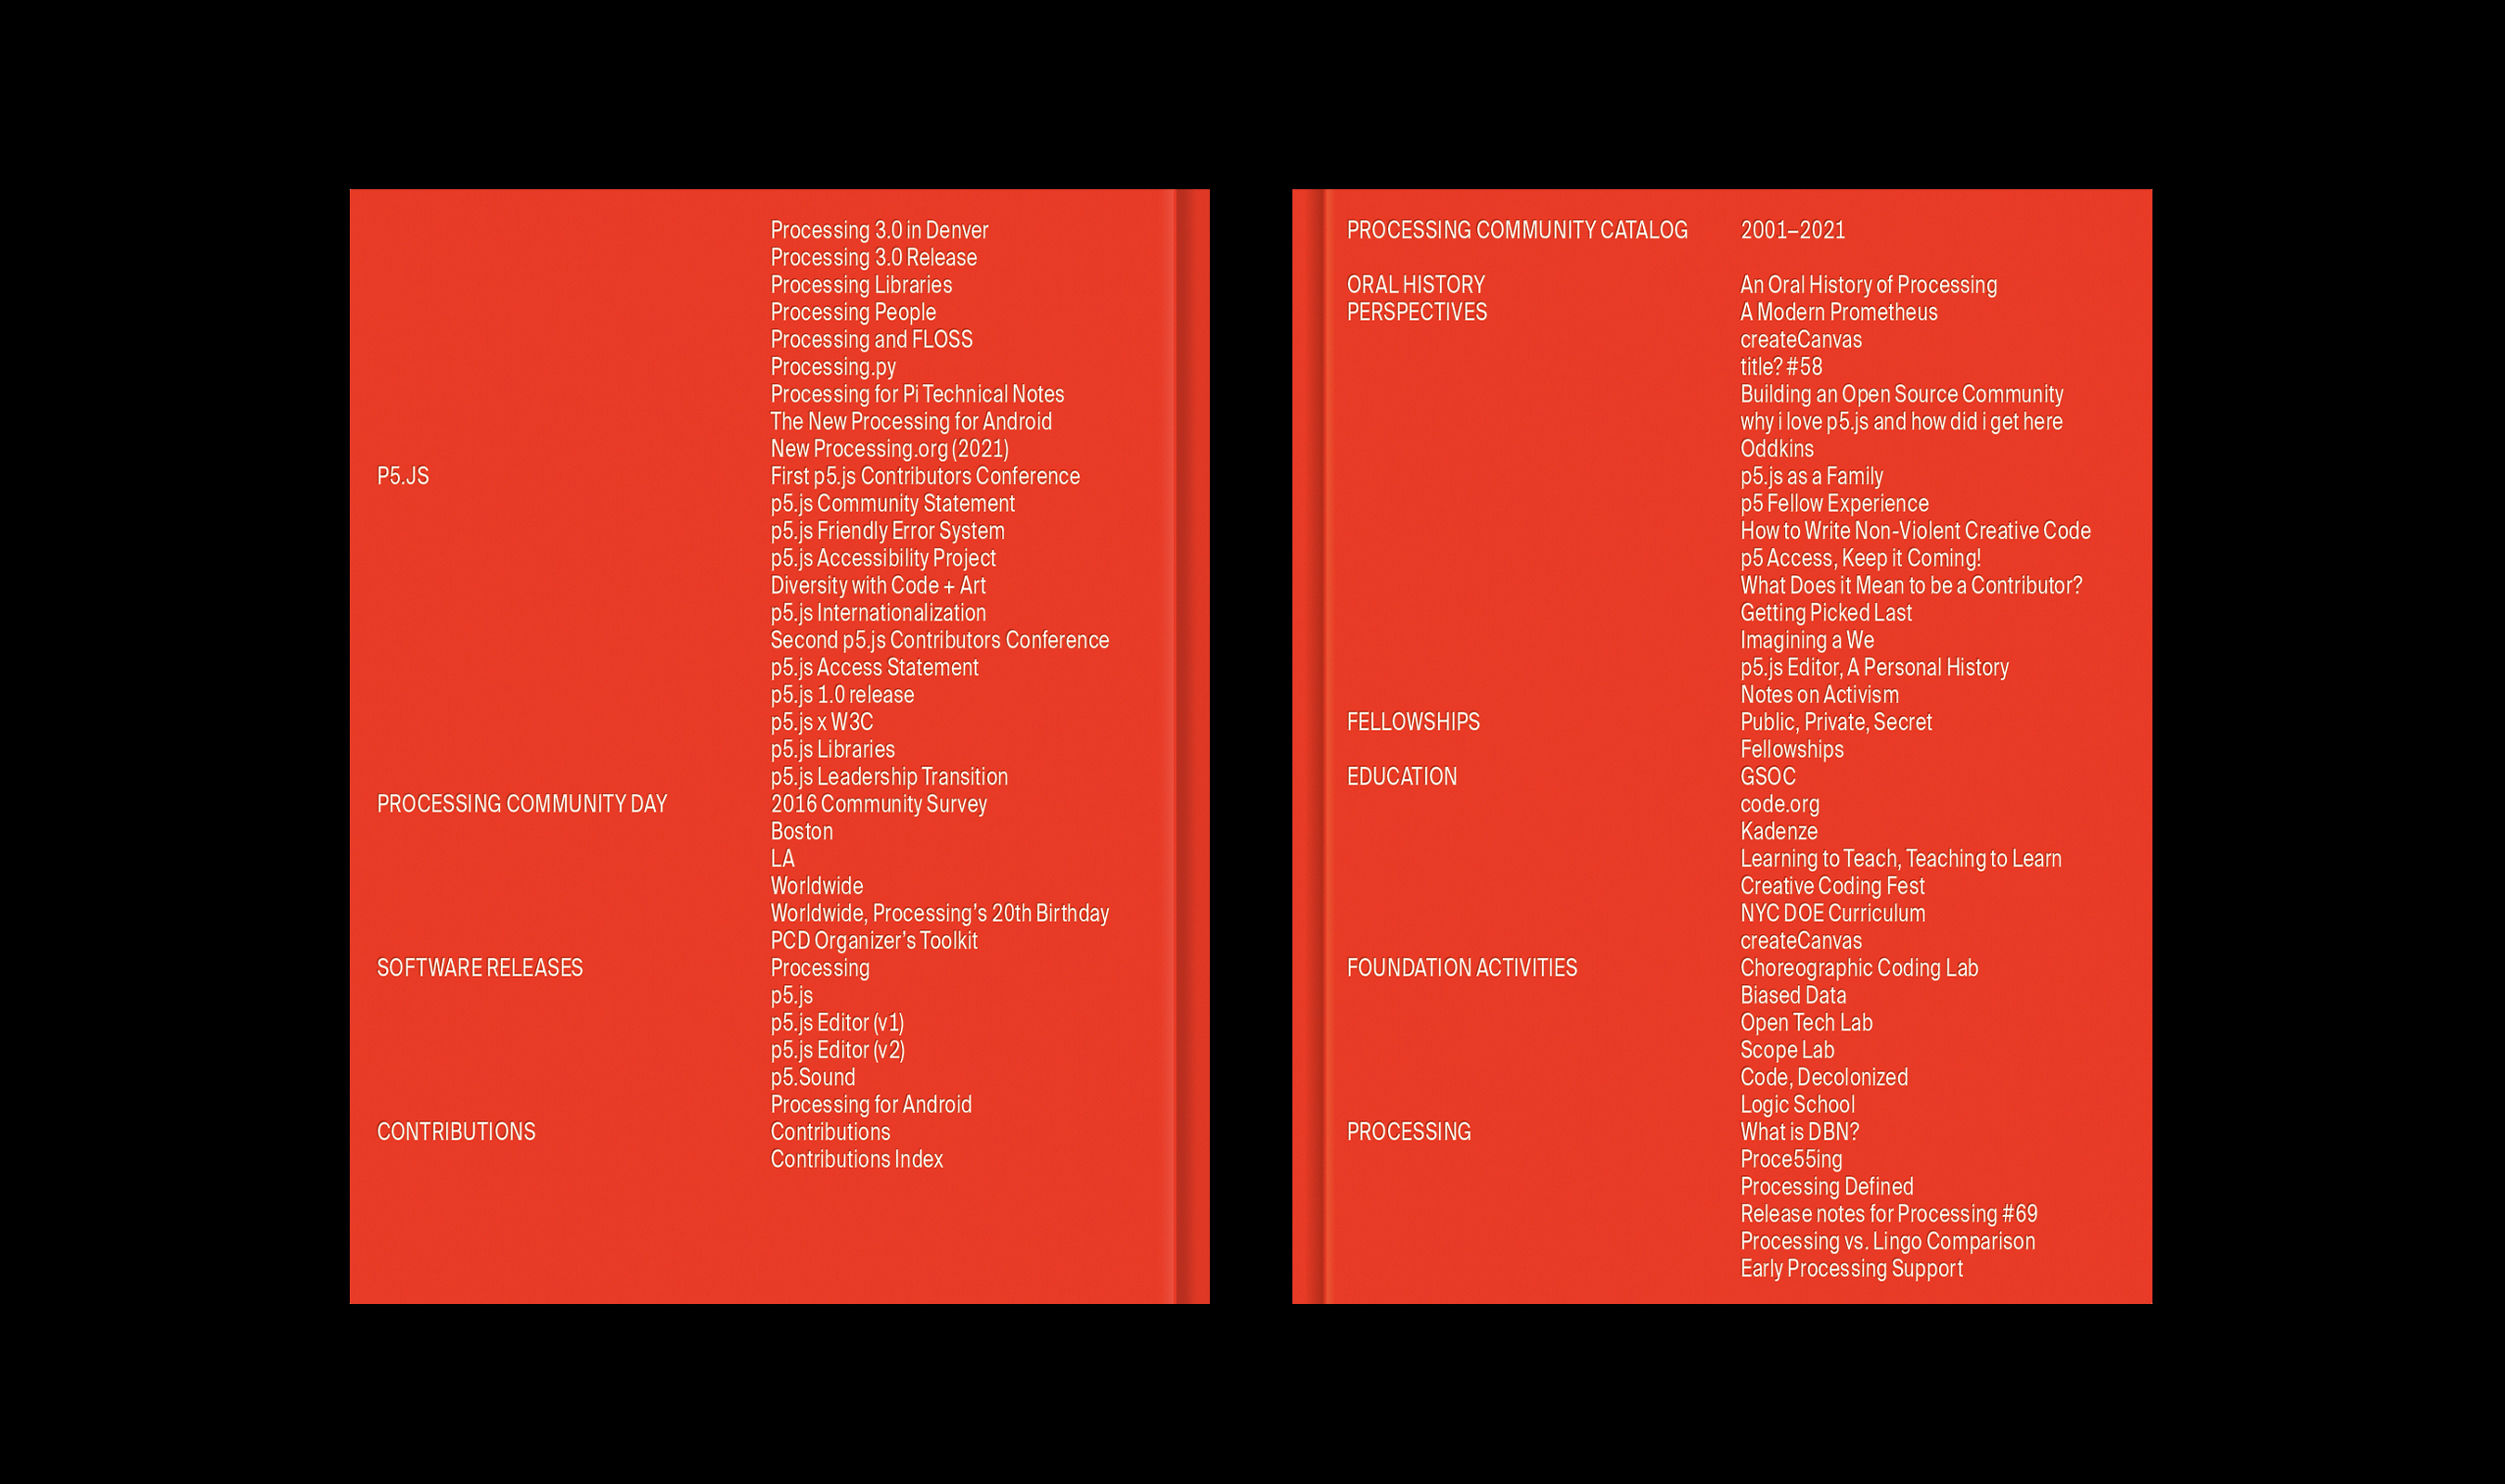 Processing 3.0 in Denver
Processing 3.0 Release
Processing Libraries
Processing People
Processing and FLOSS
Processing.py
Processing for Pi Technical Notes
The New Processing for Android
New Processing.org (2021)
P5.JS First p5.js Contributors Conference
p5.js Community Statement
p5.js Friendly Error System
p5.js Accessibility Project
Diversity with Code + Art
p5.js Internationalization
Second p5.js Contributors Conference
p5.js Access Statement
p5.js 1.0 release
p5.js x W3C
p5.js Libraries
p5.js Leadership Transition
PROCESSING COMMUNITY DAY 2016 Community Survey
Boston
LA
Worldwide
Worldwide, Processing’s 20th Birthday
PCD Organizer’s Toolkit
SOFTWARE RELEASES Processing
p5.js
p5.js Editor (v1)
p5.js Editor (v2)
p5.Sound
Processing for Android
CONTRIBUTIONS Contributions
Contributions Index
PROCESSING COMMUNITY CATALOG 2001–2021
ORAL HISTORY An Oral History of Processing
PERSPECTIVES A Modern Prometheus
createCanvas
title? #58
Building an Open Source Community
why i love p5.js and how did i get here
Oddkins
p5.js as a Family
p5 Fellow Experience
How to Write Non-Violent Creative Code
p5 Access, Keep it Coming!
What Does it Mean to be a Contributor?
Getting Picked Last
Imagining a We
p5.js Editor, A Personal History
Notes on Activism
FELLOWSHIPS Public, Private, Secret
Fellowships
EDUCATION GSOC
code.org
Kadenze
Learning to Teach, Teaching to Learn
Creative Coding Fest
NYC DOE Curriculum
createCanvas
FOUNDATION ACTIVITIES Choreographic Coding Lab
Biased Data
Open Tech Lab
Scope Lab
Code, Decolonized
Logic School
PROCESSING What is DBN?
Proce55ing
Processing Defined
Release notes for Processing #69
Processing vs. Lingo Comparison
Early Processing Support